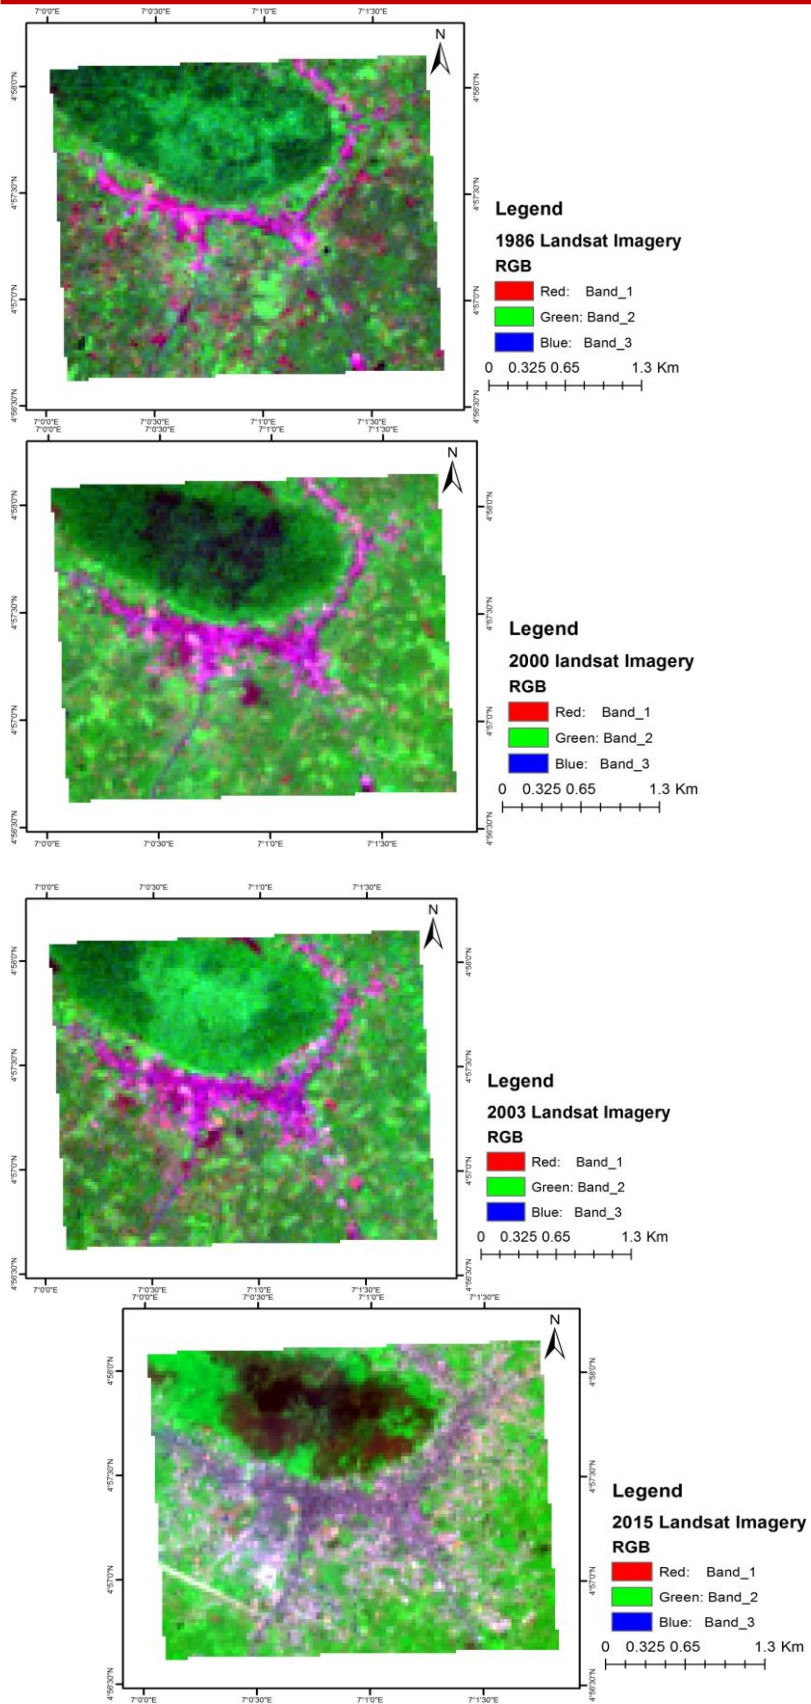 7°0'0"E 7°0'30"E 7°1'0"E 7°1'30"E
N
4°58'0"N 4°58'0"N
4°57'30"N 4°57'30"N
4°57'0"N 4°57'0"N
4°56'30"N 4°56'30"N
7°0'0"E 7°0'30"E 7°1'0"E 7°1'30"E
Legend
1986 Landsat Imagery
RGB
Red: Band_1
Green: Band_2
Blue: Band_3
0 0.325 0.65 1.3 Km
7°0'0"E 7°0'30"E 7°1'0"E 7°1'30"E
N
4°58'0"N 4°58'0"N
4°57'30"N 4°57'30"N
4°57'0"N 4°57'0"N
4°56'30"N 4°56'30"N
7°0'0"E 7°0'30"E 7°1'0"E 7°1'30"E
Legend
2000 landsat Imagery
RGB
Red: Band_1
Green: Band_2
Blue: Band_3
0 0.325 0.65 1.3 Km
7°0'0"E 7°0'30"E 7°1'0"E 7°1'30"E
N
4°58'0"N 4°58'0"N
4°57'30"N 4°57'30"N
4°57'0"N 4°57'0"N
4°56'30"N 4°56'30"N
7°0'0"E 7°0'30"E 7°1'0"E 7°1'30"E
Legend
2003 Landsat Imagery
RGB
Red: Band_1
Green: Band_2
Blue: Band_3
0 0.325 0.65 1.3 Km
7°0'0"E 7°0'30"E 7°1'0"E 7°1'30"E
N
4°58'0"N 4°58'0"N
4°57'30"N 4°57'30"N
4°57'0"N 4°57'0"N
4°56'30"N 4°56'30"N
7°0'0"E 7°0'30"E 7°1'0"E 7°1'30"E
Legend
2015 Landsat Imagery
RGB
Red: Band_1
Green: Band_2
Blue: Band_3
0 0.325 0.65 1.3 Km